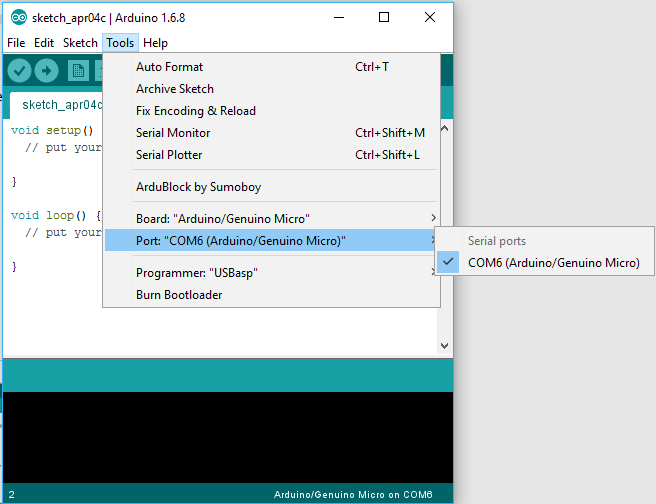 sketch_apr04c | Arduino 1.6.8
File Edit Sketch Tools Help
Auto Format Ctrl+T
Archive Sketch
Fix Encoding & Reload
Serial Monitor Ctrl+Shift+M
Serial Plotter Ctrl+Shift+L
ArduBlock by Sumoboy
Board: "Arduino/Genuino Micro"
Port: "COM6 (Arduino/Genuino Micro)"
Programmer: "USBasp"
Burn Bootloader
Serial ports
COM6 (Arduino/Genuino Micro)
sketch_apr04c
void setup()
// put your
}
void loop() {
// put your
}
2 Arduino/Genuino Micro on COM6